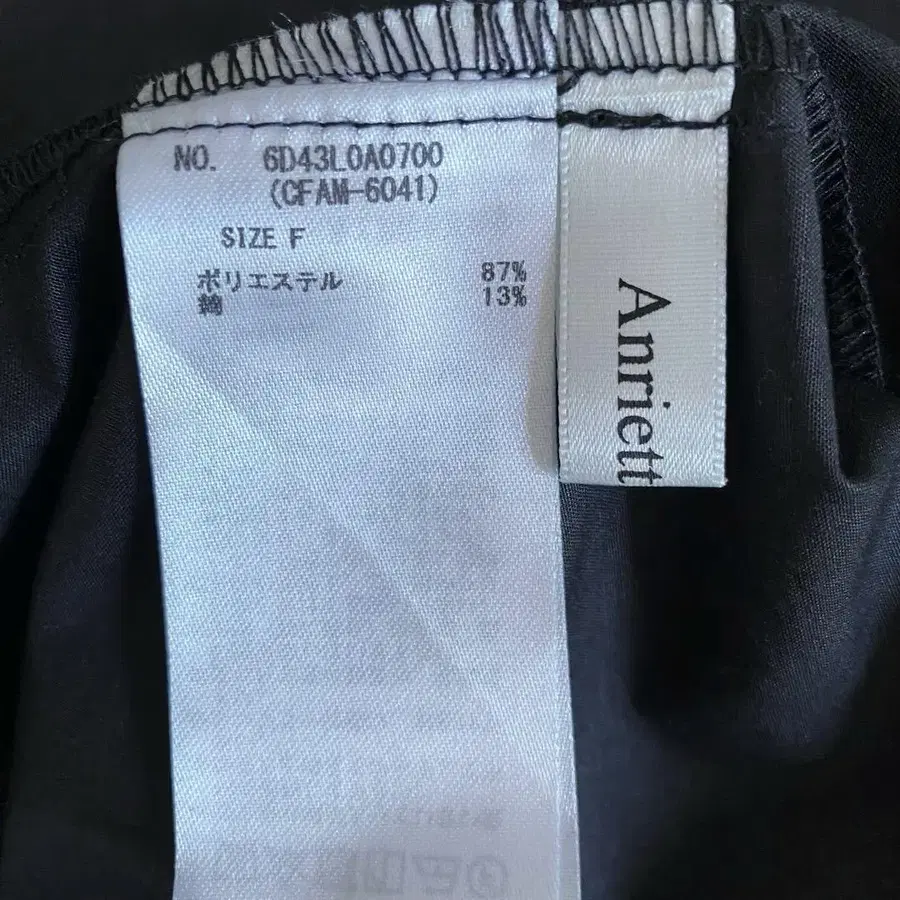 NO. 6D43L0A0700
(CFAM-6041)
SIZE F
ポリエステル 87%
綿 13%
Anriett